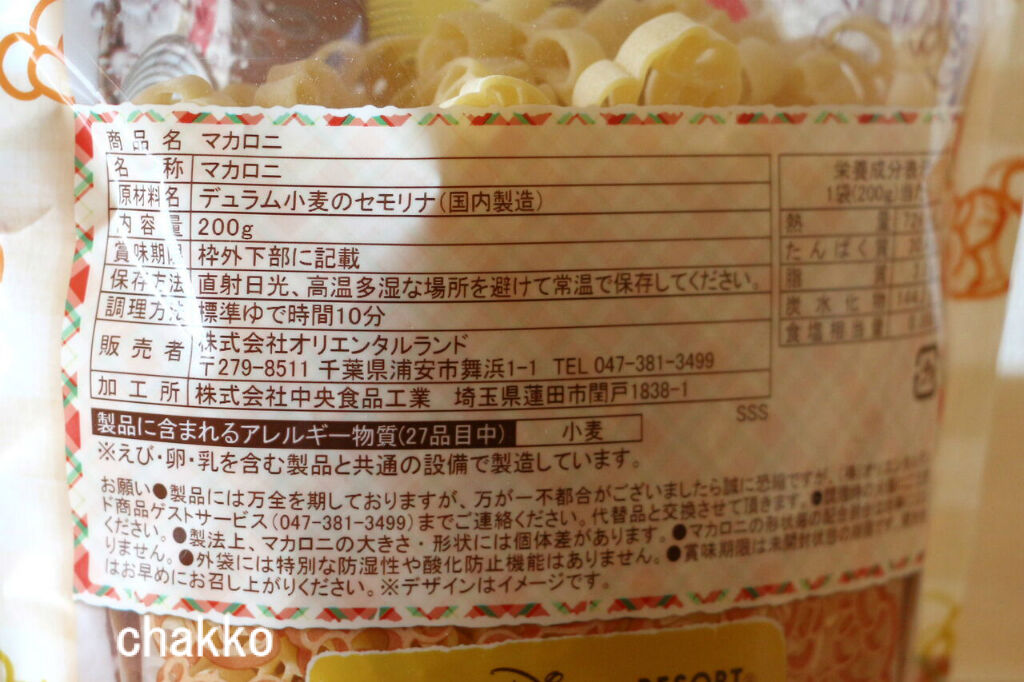 商品名 マカロニ
名称 マカロニ
原材料名 デュラム小麦のセモリナ(国内製造)
内容量 200g
賞味期限 枠外下部に記載
保存方法 直射日光、高温多湿な場所を避けて常温で保存してください。
調理方法 標準ゆで時間10分
販売者 株式会社オリエンタルランド
〒279-8511 千葉県浦安市舞浜1-1 TEL 047-381-3499
加工所 株式会社中央食品工業 埼玉県蓮田市閏戸1838-1
SSS
製品に含まれるアレルギー物質(27品目中) 小麦
※えび・卵・乳を含む製品と共通の設備で製造しています。
お願い●製品には万全を期しておりますが、万が一不都合がございましたら誠に恐縮ですが、
ド商品ゲストサービス(047-381-3499)までご連絡ください。代替品と交換させて頂きます。
ください。●製法上、マカロニの大きさ・形状には個体差があります。●マカロニの形状
りません。●外袋には特別な防湿性や酸化防止機能はありません。●賞味期限は未開封状態の
はお早めにお召し上がりください。※デザインはイメージです。
栄養成分表
1袋(200g)当
熱量
たんぱく質
脂質
炭水化物
食塩相当量
chakko
RESORT